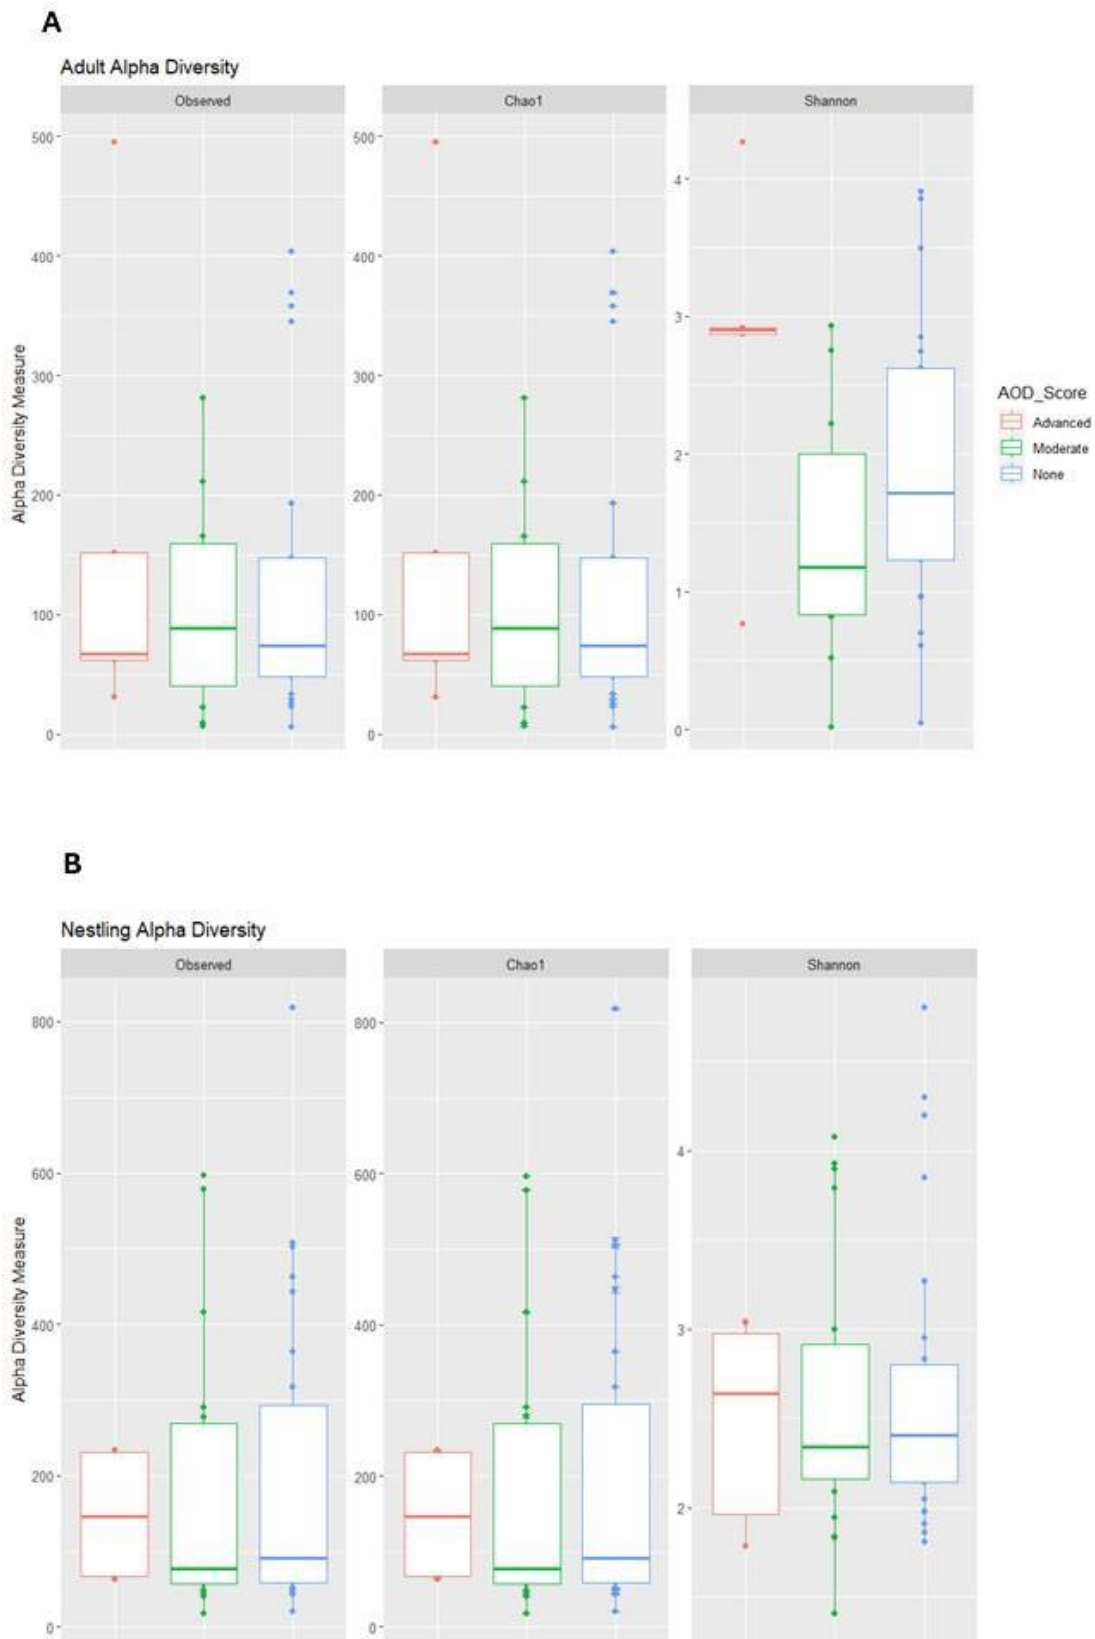 A
Adult Alpha Diversity
Observed
Chao1
Shannon
Alpha Diversity Measure
500
400
300
200
100
0
500
400
300
200
100
0
4
3
2
1
0
AOD_Score
Advanced
Moderate
None
B
Nestling Alpha Diversity
Observed
Chao1
Shannon
Alpha Diversity Measure
800
600
400
200
0
800
600
400
200
0
4
3
2